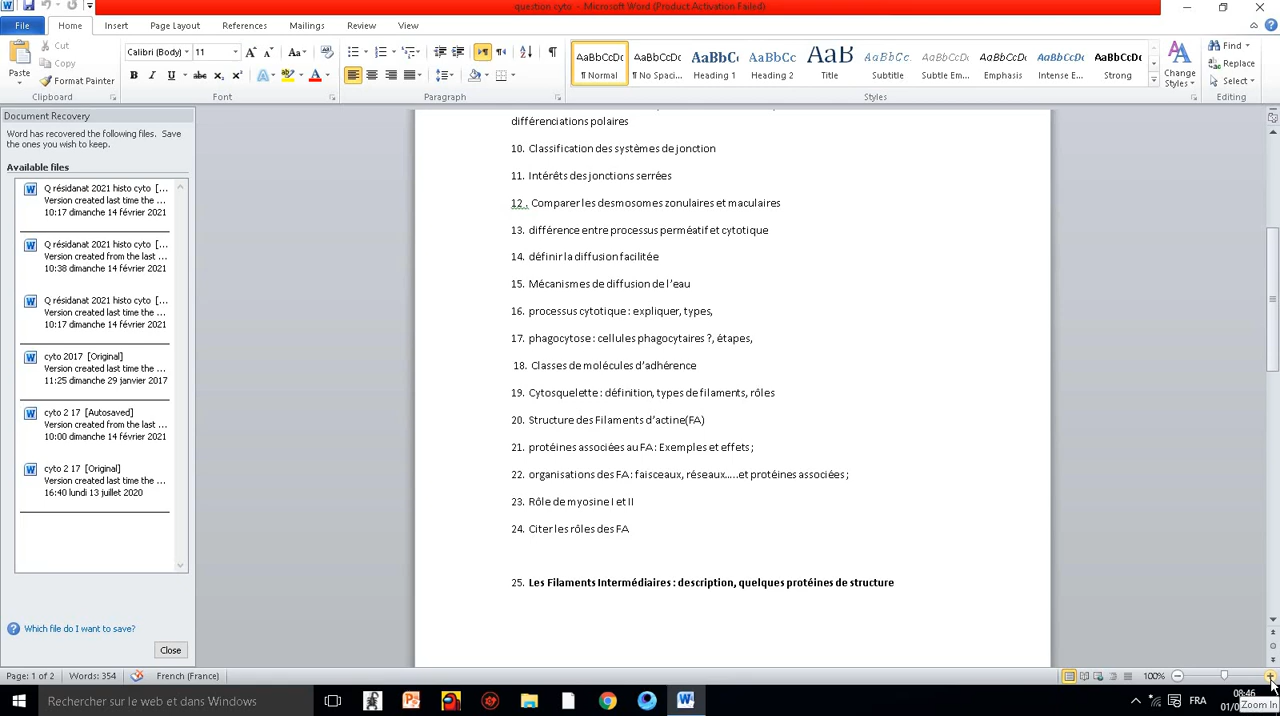 question cyto - Microsoft Word (Product Activation Failed)
File Home Insert Page Layout References Mailings Review View
Cut
Copy
Format Painter
Paste
Clipboard
Calibri (Body) 11
Font
Paragraph
AaBbCcDc AaBbCcDc AaBbC AaBbCc AaB AaBbCc. AaBbCcDc AaBbCcDc AaBbCcDc AaBbCcDc
¶ Normal ¶ No Spaci... Heading 1 Heading 2 Title Subtitle Subtle Em... Emphasis Intense E... Strong
Change Styles
Styles
Find
Replace
Select
Editing
Document Recovery
Word has recovered the following files. Save
the ones you wish to keep.
Available files
Q résidanat 2021 histo cyto [...
Version created last time the ...
10:17 dimanche 14 février 2021
Q résidanat 2021 histo cyto [...
Version created from the last ...
10:38 dimanche 14 février 2021
Q résidanat 2021 histo cyto [...
Version created last time the ...
10:17 dimanche 14 février 2021
cyto 2017 [Original]
Version created last time the ...
11:25 dimanche 29 janvier 2017
cyto 2 17 [Autosaved]
Version created from the last ...
10:00 dimanche 14 février 2021
cyto 2 17 [Original]
Version created last time the ...
16:40 lundi 13 juillet 2020
Which file do I want to save?
Close
différenciations polaires
10. Classification des systèmes de jonction
11. Intérêts des jonctions serrées
12 . Comparer les desmosomes zonulaires et maculaires
13. différence entre processus perméatif et cytotique
14. définir la diffusion facilitée
15. Mécanismes de diffusion de l'eau
16. processus cytotique : expliquer, types,
17. phagocytose : cellules phagocytaires ?, étapes,
18. Classes de molécules d'adhérence
19. Cytosquelette : définition, types de filaments, rôles
20. Structure des Filaments d'actine(FA)
21. protéines associées au FA : Exemples et effets ;
22. organisations des FA : faisceaux, réseaux.....et protéines associées ;
23. Rôle de myosine I et II
24. Citer les rôles des FA
25. Les Filaments Intermédiaires : description, quelques protéines de structure
Page: 1 of 2 Words: 354 French (France) 100%
Rechercher sur le web et dans Windows
FRA
08:46
01/0
Zoom In